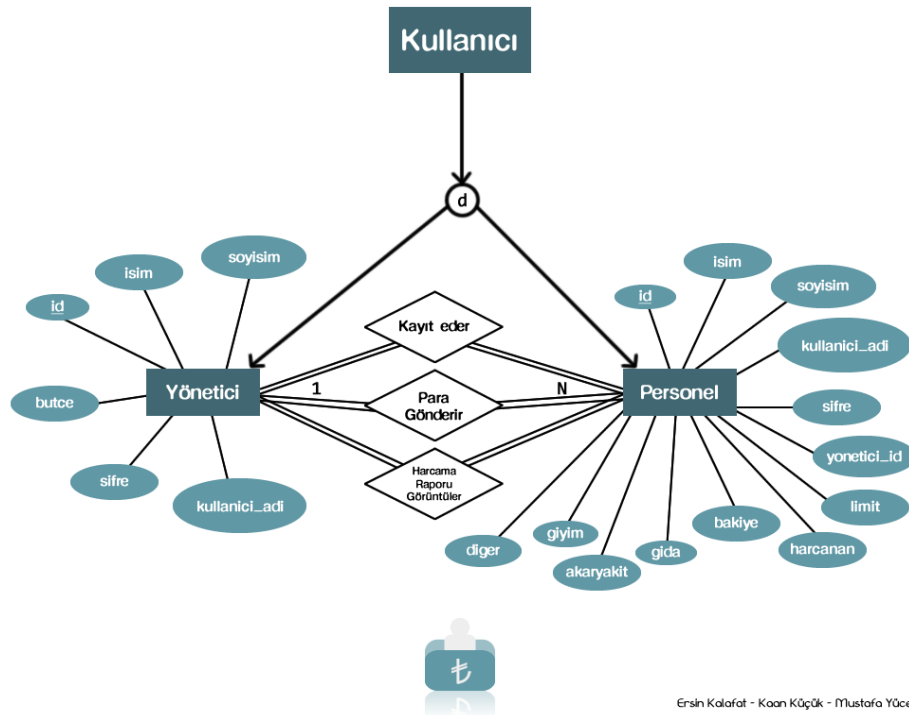 Kullanıcı
d
soyisim
isim
id
isim
soyisim
id
Kayıt eder
kullanici_adi
Yönetici
1
Para
Gönderir
N
Personel
butce
sifre
yonetici_id
sifre
Harcama
Raporu
Görüntüler
kullanici_adi
limit
bakiye
giyim
diger
gida
harcanan
akaryakit
₺
Ersin Kalafat - Kaan Küçük - Mustafa Yüce